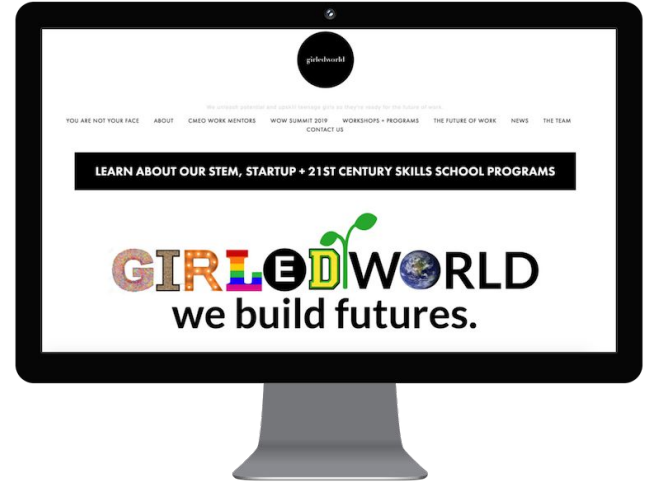 girledworld
We unleash potential and upskill teenage girls so they're ready for the future of work.
YOU ARE NOT YOUR FACE ABOUT CMEO WORK MENTORS WOW SUMMIT 2019 WORKSHOPS + PROGRAMS THE FUTURE OF WORK NEWS THE TEAM
CONTACT US
LEARN ABOUT OUR STEM, STARTUP + 21ST CENTURY SKILLS SCHOOL PROGRAMS
GIRLEDWORLD
we build futures.